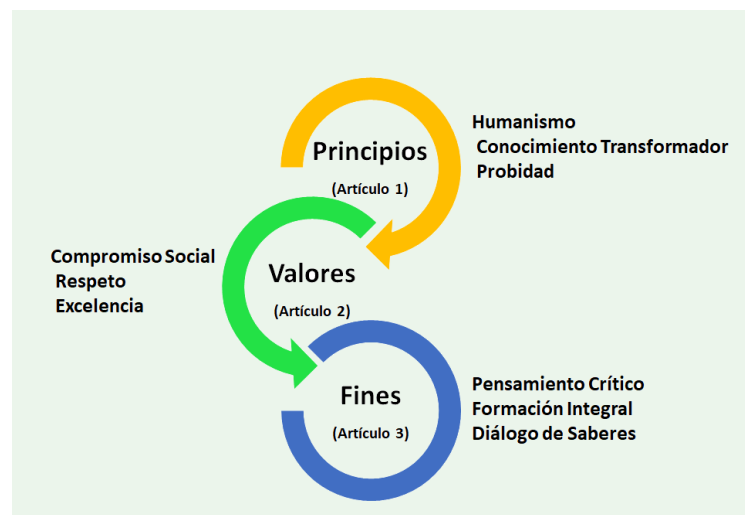 Principios
(Artículo 1)
Humanismo
Conocimiento Transformador
Probidad
Compromiso Social
Respeto
Excelencia
Valores
(Artículo 2)
Fines
(Artículo 3)
Pensamiento Crítico
Formación Integral
Diálogo de Saberes